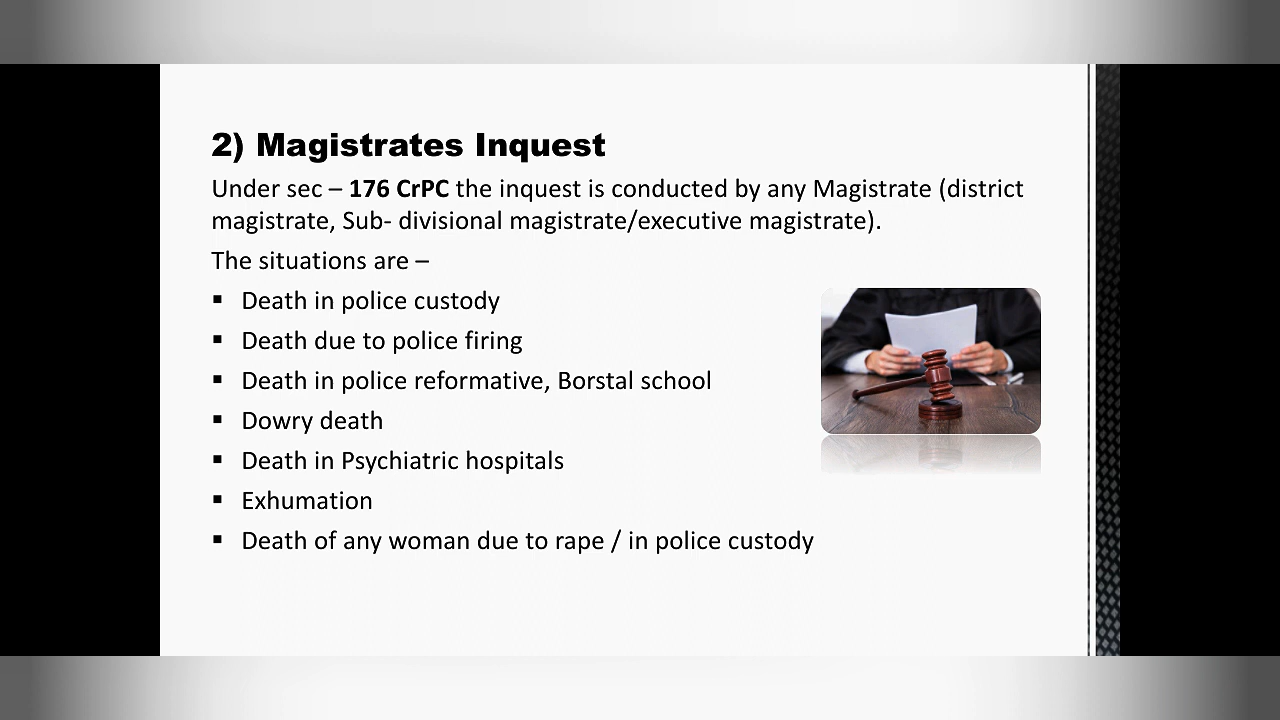 2) Magistrates Inquest
Under sec – 176 CrPC the inquest is conducted by any Magistrate (district
magistrate, Sub- divisional magistrate/executive magistrate).
The situations are –
▪ Death in police custody
▪ Death due to police firing
▪ Death in police reformative, Borstal school
▪ Dowry death
▪ Death in Psychiatric hospitals
▪ Exhumation
▪ Death of any woman due to rape / in police custody